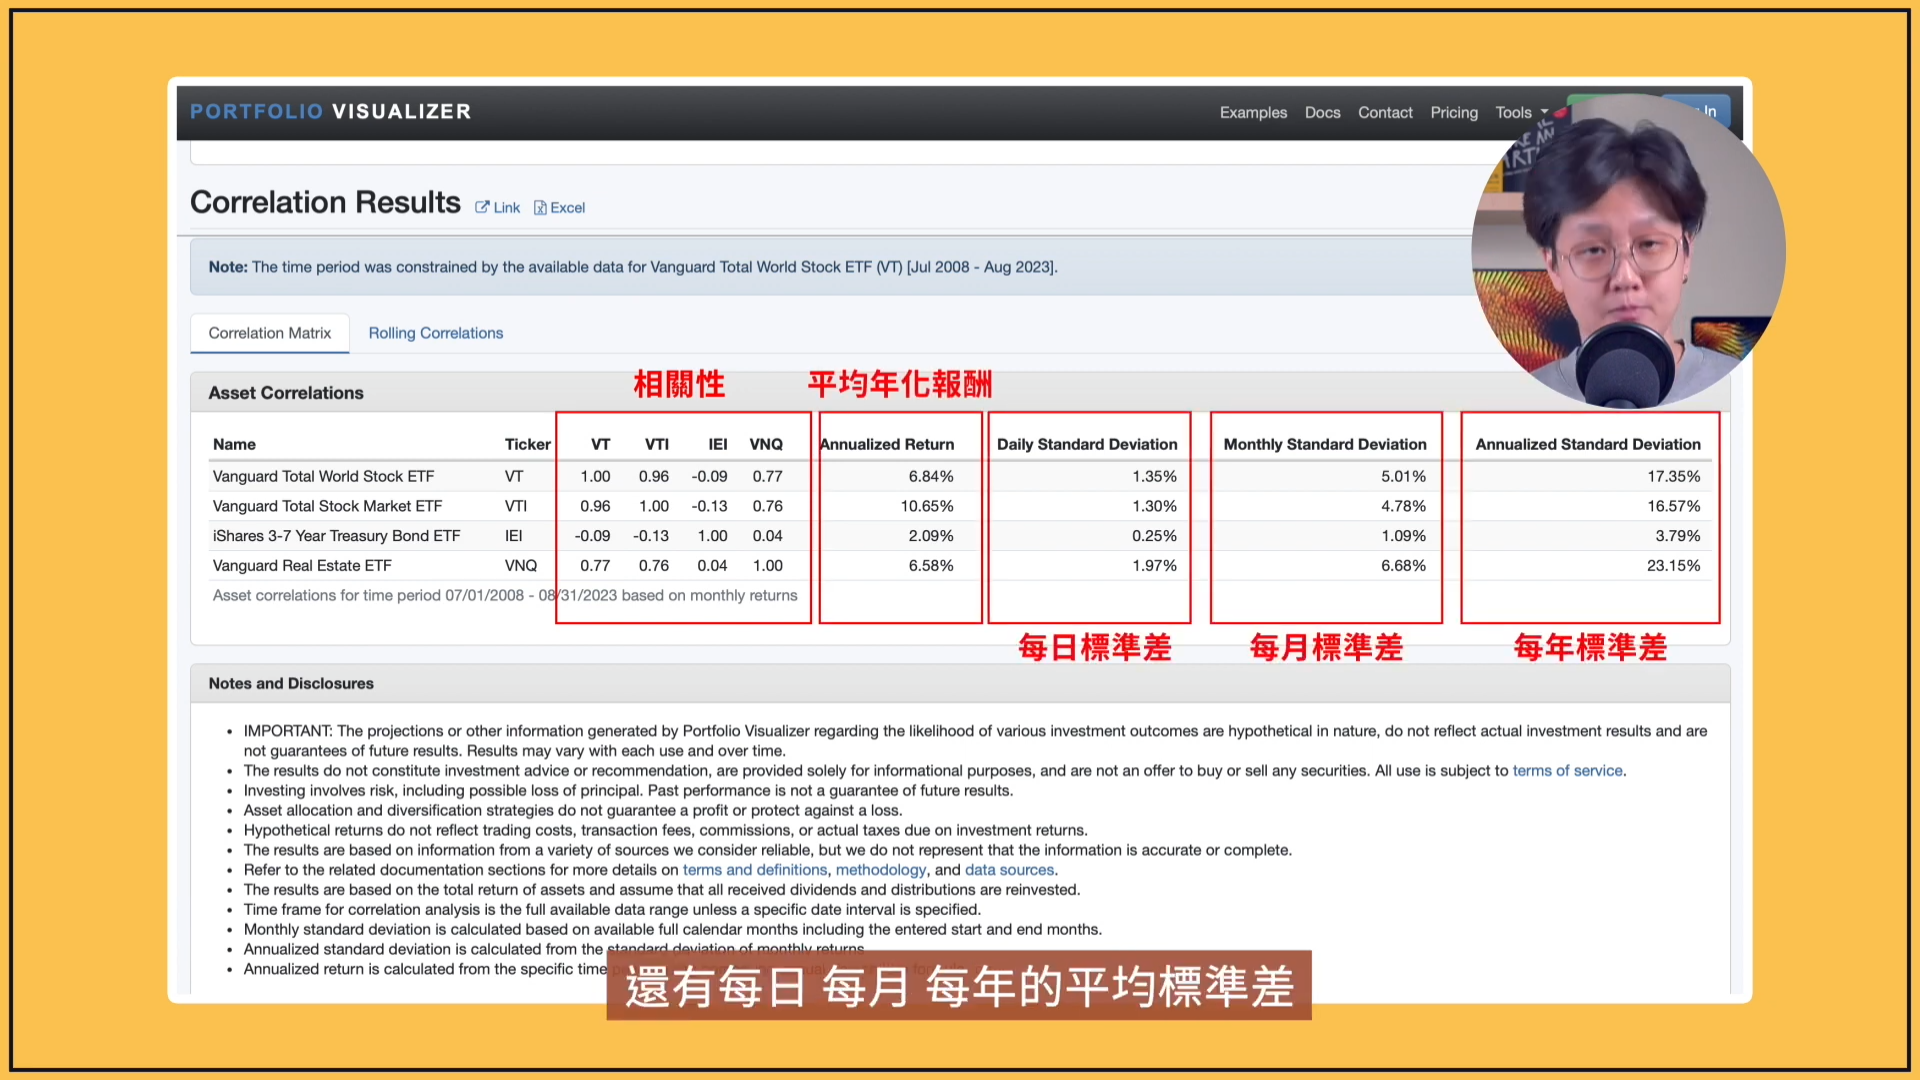 PORTFOLIO VISUALIZER
Examples Docs Contact Pricing Tools In
Correlation Results Link Excel
Note: The time period was constrained by the available data for Vanguard Total World Stock ETF (VT) [Jul 2008 - Aug 2023].
Correlation Matrix Rolling Correlations
相關性 平均年化報酬
Asset Correlations
Name Ticker VT VTI IEI VNQ Annualized Return Daily Standard Deviation Monthly Standard Deviation Annualized Standard Deviation
Vanguard Total World Stock ETF VT 1.00 0.96 -0.09 0.77 6.84% 1.35% 5.01% 17.35%
Vanguard Total Stock Market ETF VTI 0.96 1.00 -0.13 0.76 10.65% 1.30% 4.78% 16.57%
iShares 3-7 Year Treasury Bond ETF IEI -0.09 -0.13 1.00 0.04 2.09% 0.25% 1.09% 3.79%
Vanguard Real Estate ETF VNQ 0.77 0.76 0.04 1.00 6.58% 1.97% 6.68% 23.15%
Asset correlations for time period 07/01/2008 - 08/31/2023 based on monthly returns
每日標準差 每月標準差 每年標準差
Notes and Disclosures
• IMPORTANT: The projections or other information generated by Portfolio Visualizer regarding the likelihood of various investment outcomes are hypothetical in nature, do not reflect actual investment results and are
not guarantees of future results. Results may vary with each use and over time.
• The results do not constitute investment advice or recommendation, are provided solely for informational purposes, and are not an offer to buy or sell any securities. All use is subject to terms of service.
• Investing involves risk, including possible loss of principal. Past performance is not a guarantee of future results.
• Asset allocation and diversification strategies do not guarantee a profit or protect against a loss.
• Hypothetical returns do not reflect trading costs, transaction fees, commissions, or actual taxes due on investment returns.
• The results are based on information from a variety of sources we consider reliable, but we do not represent that the information is accurate or complete.
• Refer to the related documentation sections for more details on terms and definitions, methodology, and data sources.
• The results are based on the total return of assets and assume that all received dividends and distributions are reinvested.
• Time frame for correlation analysis is the full available data range unless a specific date interval is specified.
• Monthly standard deviation is calculated based on available full calendar months including the entered start and end months.
• Annualized standard deviation is calculated from the standard deviation of monthly returns
• Annualized return is calculated from the specific time
還有每日 每月 每年的平均標準差